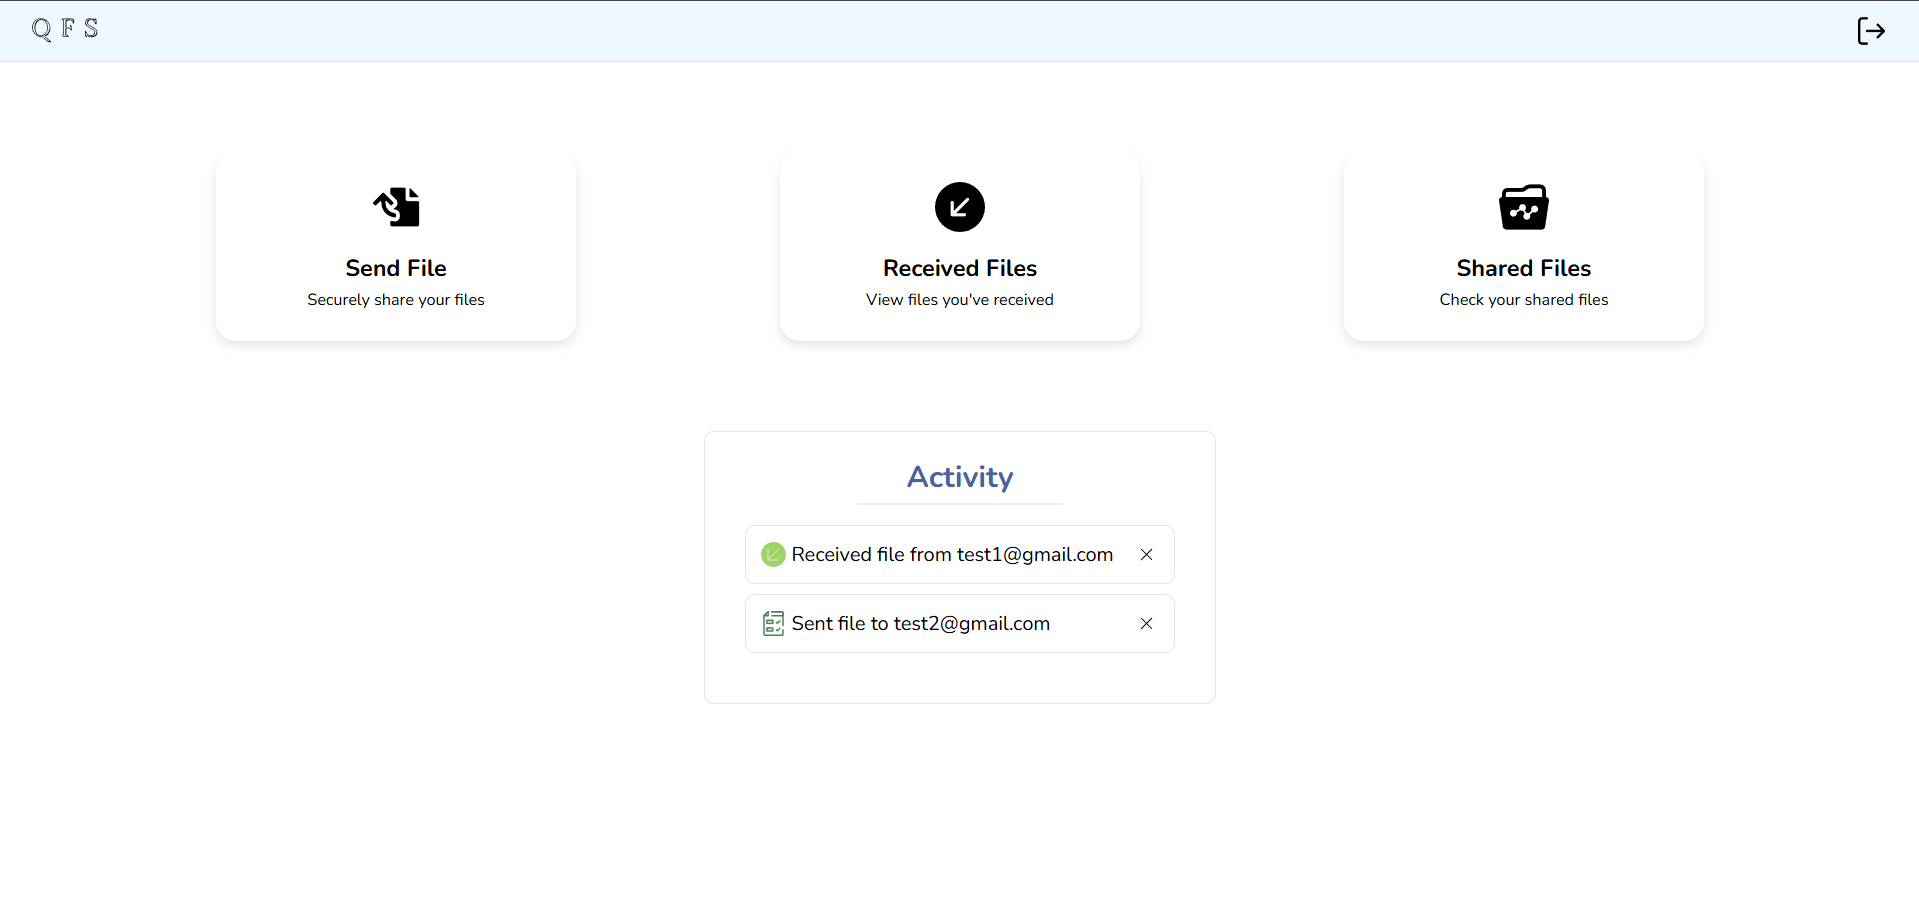 Q F S
Send File
Securely share your files
Received Files
View files you've received
Shared Files
Check your shared files
Activity
Received file from test1@gmail.com
Sent file to test2@gmail.com